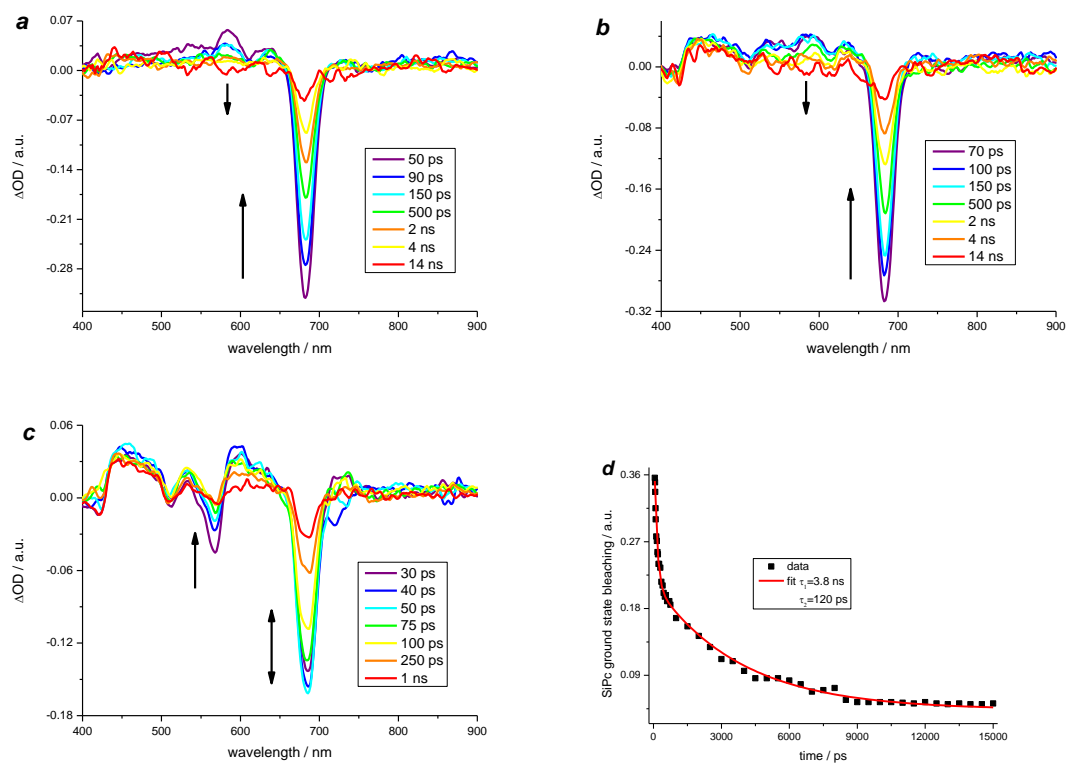 a
0.07
0.00
-0.07
-0.14
-0.21
-0.28
ΔOD / a.u.
50 ps
90 ps
150 ps
500 ps
2 ns
4 ns
14 ns
400 500 600 700 800 900
wavelength / nm
b
0.00
-0.08
-0.16
-0.24
-0.32
ΔOD / a.u.
70 ps
100 ps
150 ps
500 ps
2 ns
4 ns
14 ns
400 500 600 700 800 900
wavelength / nm
c
0.06
0.00
-0.06
-0.12
-0.18
ΔOD / a.u.
30 ps
40 ps
50 ps
75 ps
100 ps
250 ps
1 ns
400 500 600 700 800 900
wavelength / nm
d
0.36
0.27
0.18
0.09
SiPc ground state bleaching / a.u.
data
fit τ₁=3.8 ns
τ₂=120 ps
0 3000 6000 9000 12000 15000
time / ps